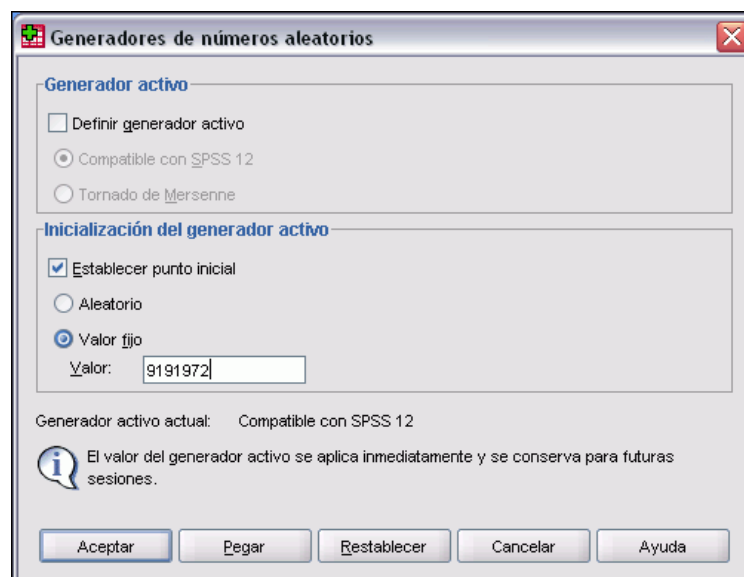 Generadores de números aleatorios
Generador activo
Definir generador activo
Compatible con SPSS 12
Tornado de Mersenne
Inicialización del generador activo
Establecer punto inicial
Aleatorio
Valor fijo
Valor: 9191972
Generador activo actual: Compatible con SPSS 12
El valor del generador activo se aplica inmediatamente y se conserva para futuras
sesiones.
Aceptar Pegar Restablecer Cancelar Ayuda